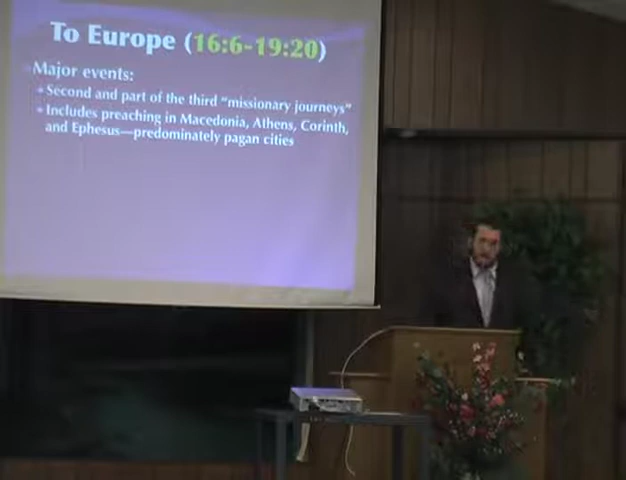 To Europe (16:6-19:20)
Major events:
Second and part of the third "missionary journeys"
Includes preaching in Macedonia, Athens, Corinth,
and Ephesus—predominately pagan cities